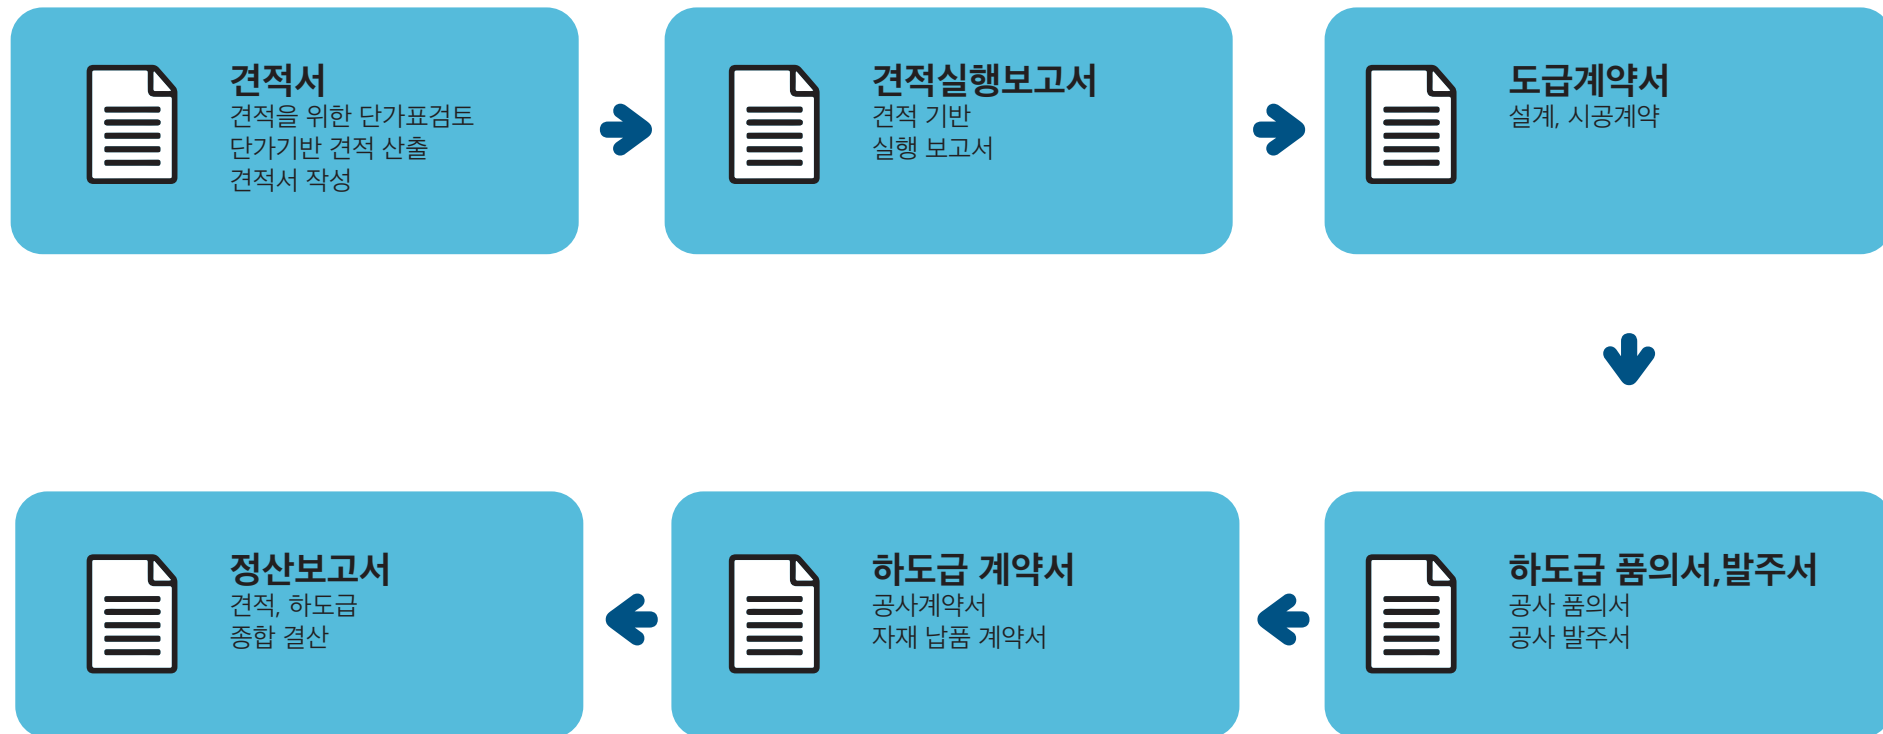 견적서
견적을 위한 단가표검토
단가기반 견적 산출
견적서 작성
견적실행보고서
견적 기반
실행 보고서
도급계약서
설계, 시공계약
하도급 품의서,발주서
공사 품의서
공사 발주서
하도급 계약서
공사계약서
자재 납품 계약서
정산보고서
견적, 하도급
종합 결산